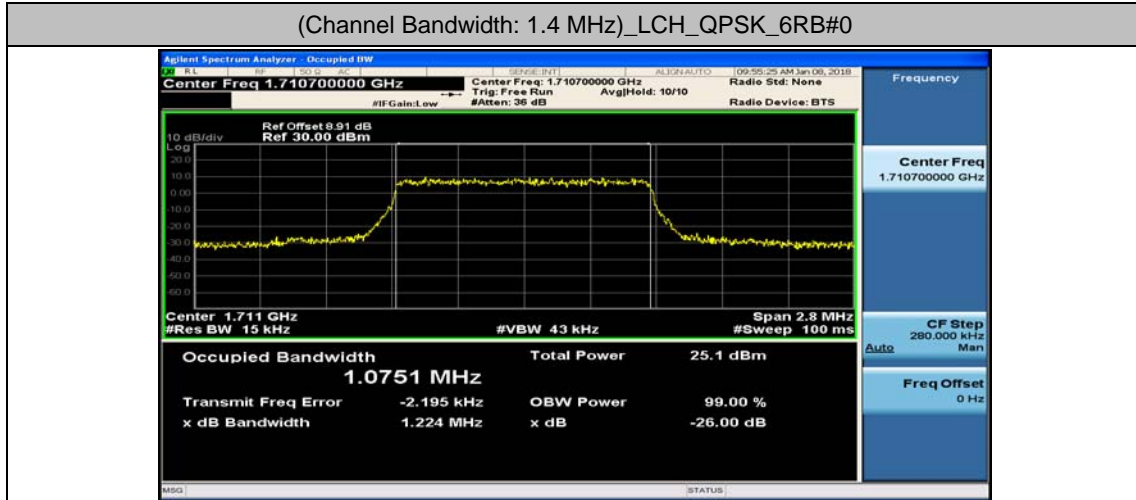 (Channel Bandwidth: 1.4 MHz)_LCH_QPSK_6RB#0
Agilent Spectrum Analyzer - Occupied BW
RL RF 50 Ω AC SENSE:INT ALIGN AUTO 09:55:25 AM Jan 08, 2018
Center Freq 1.710700000 GHz
Center Freq: 1.710700000 GHz
Radio Std: None
Trig: Free Run Avg|Hold: 10/10
#IFGain:Low #Atten: 36 dB Radio Device: BTS
Frequency
Ref Offset 8.91 dB
10 dB/div Ref 30.00 dBm
Log
20.0
10.0
0.00
-10.0
-20.0
-30.0
-40.0
-50.0
-60.0
Center 1.711 GHz Span 2.8 MHz
#Res BW 15 kHz #VBW 43 kHz #Sweep 100 ms
Occupied Bandwidth Total Power 25.1 dBm
1.0751 MHz
Transmit Freq Error -2.195 kHz OBW Power 99.00 %
x dB Bandwidth 1.224 MHz x dB -26.00 dB
Center Freq
1.710700000 GHz
CF Step
280.000 kHz
Auto Man
Freq Offset
0 Hz
MSG STATUS